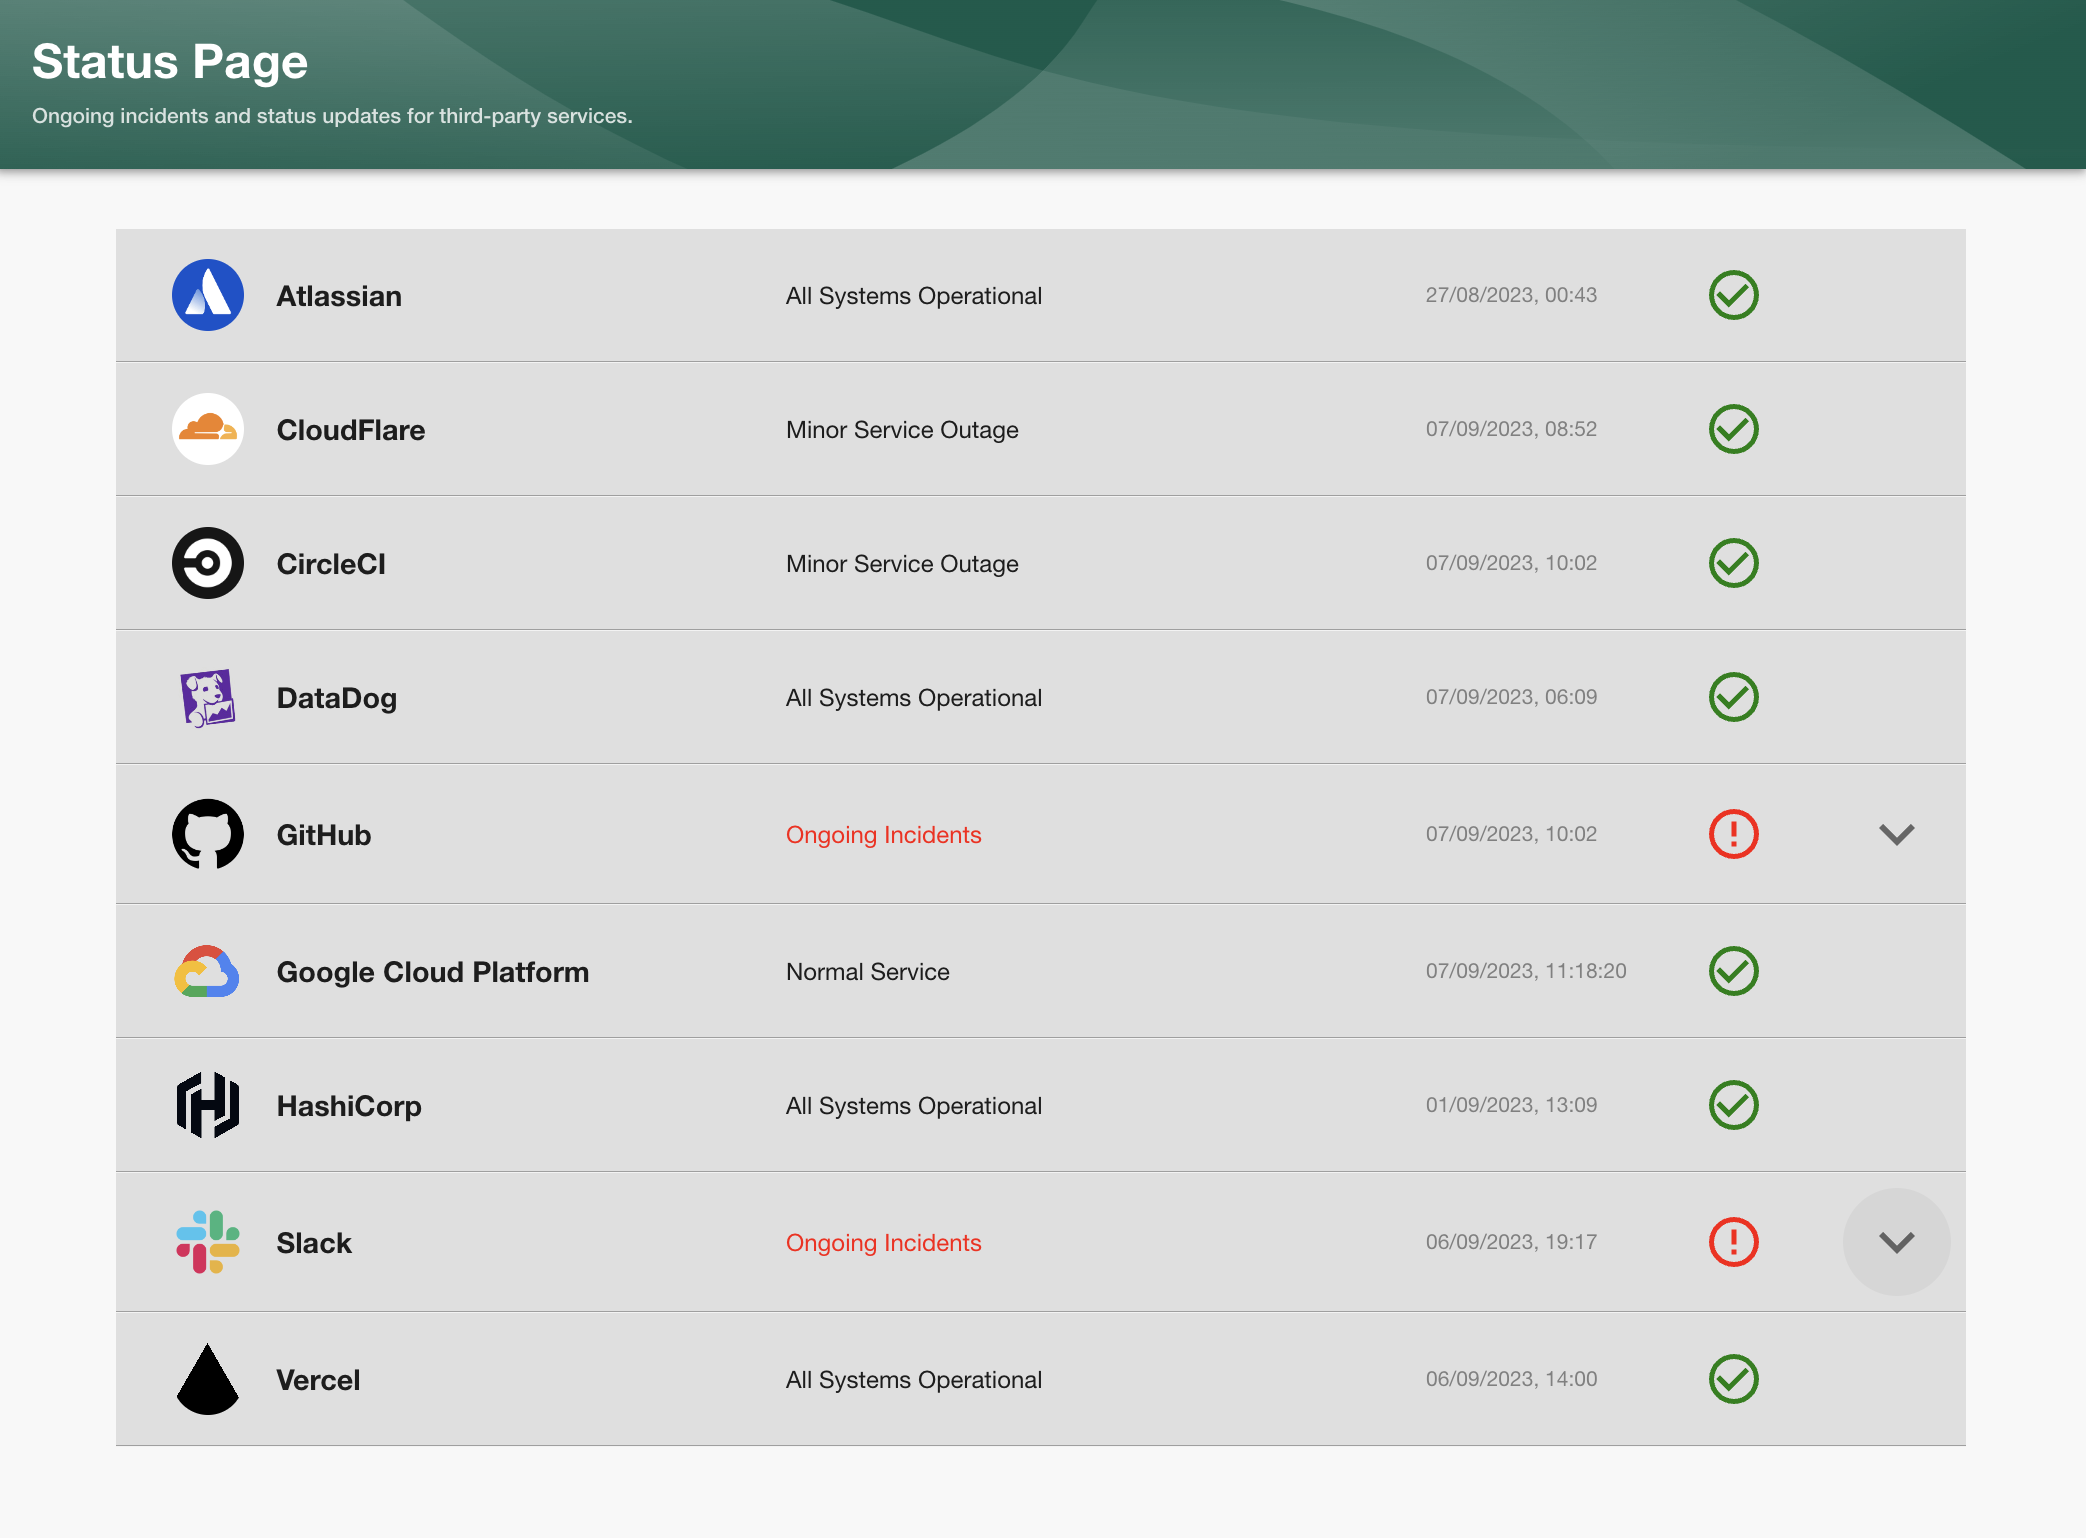 Status Page
Ongoing incidents and status updates for third-party services.
Atlassian All Systems Operational 27/08/2023, 00:43
CloudFlare Minor Service Outage 07/09/2023, 08:52
CircleCI Minor Service Outage 07/09/2023, 10:02
DataDog All Systems Operational 07/09/2023, 06:09
GitHub Ongoing Incidents 07/09/2023, 10:02
Google Cloud Platform Normal Service 07/09/2023, 11:18:20
HashiCorp All Systems Operational 01/09/2023, 13:09
Slack Ongoing Incidents 06/09/2023, 19:17
Vercel All Systems Operational 06/09/2023, 14:00